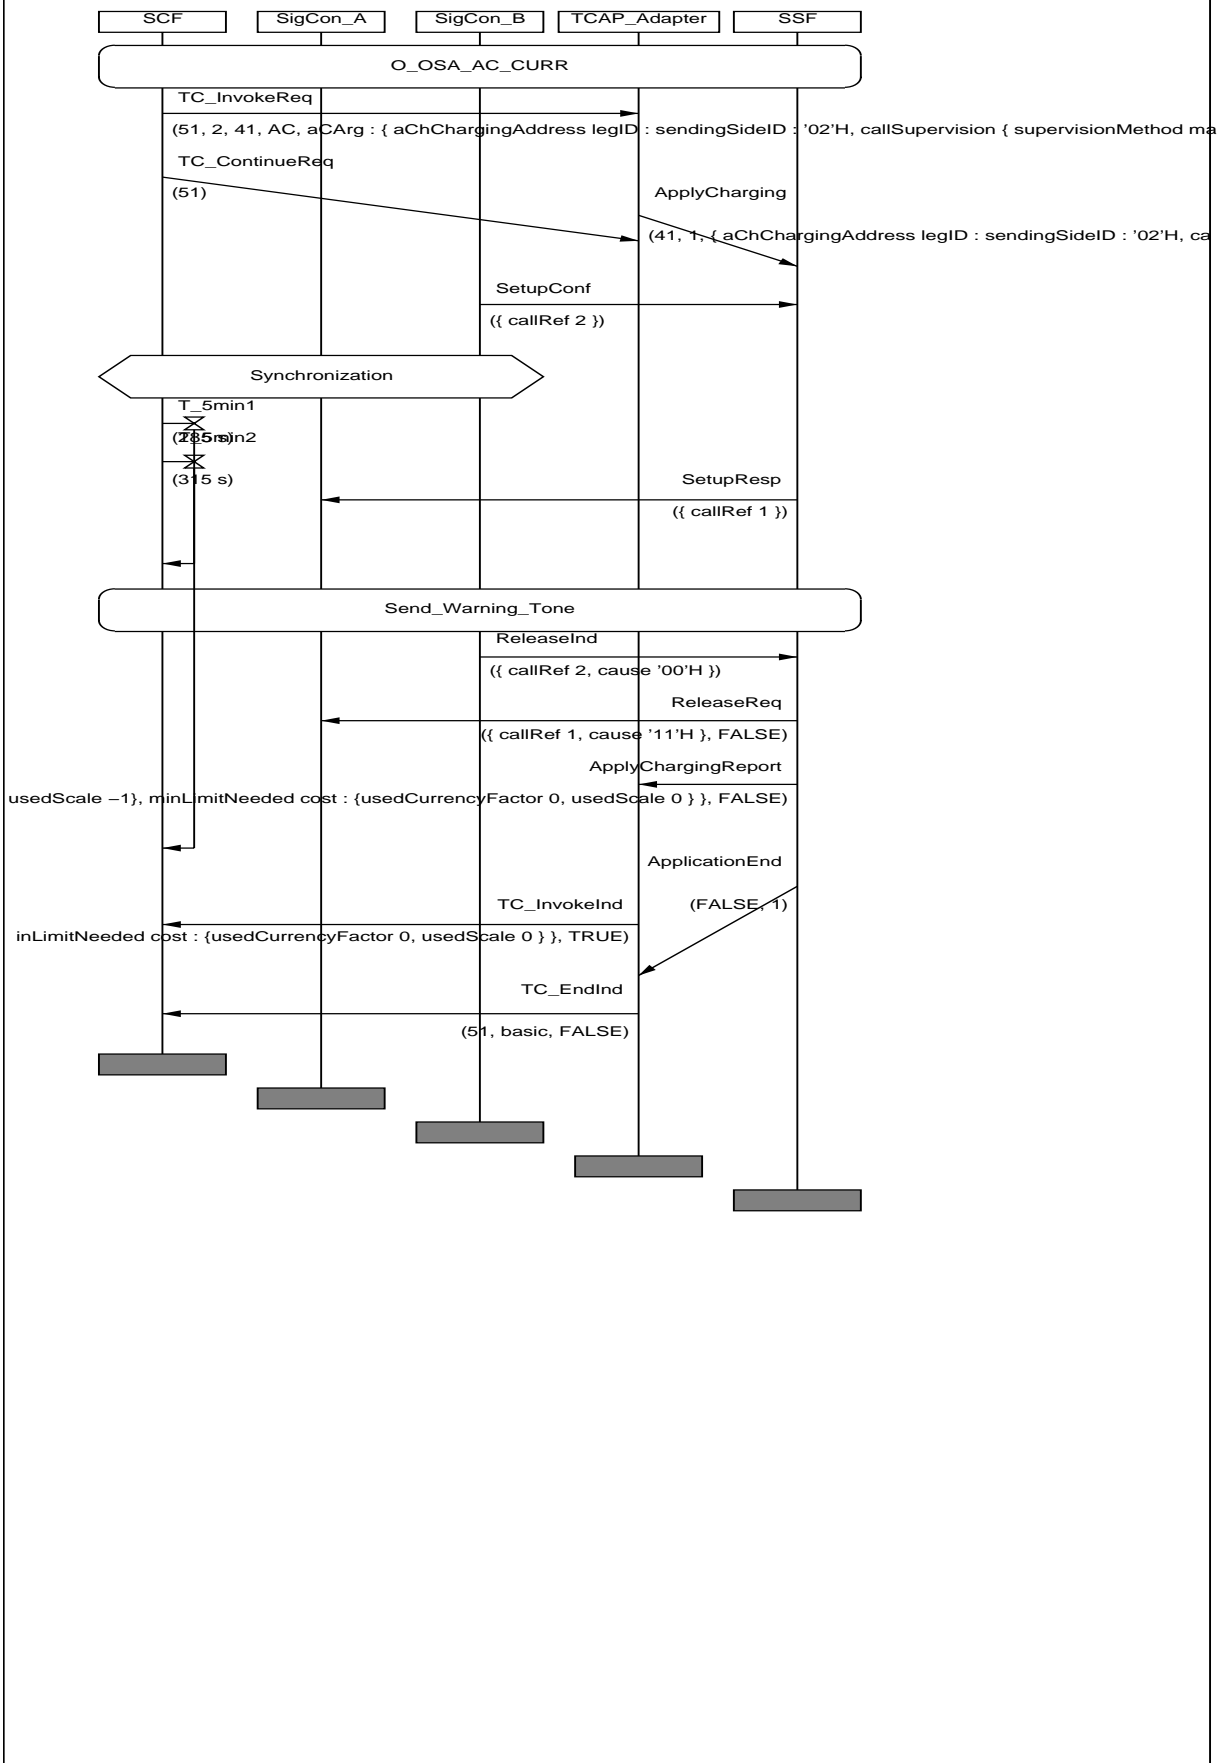 SCF SigCon_A SigCon_B TCAP_Adapter SSF
O_OSA_AC_CURR
TC_InvokeReq
(51, 2, 41, AC, aCArg : { aChChargingAddress legID : sendingSideID : '02'H, callSupervision { supervisionMethod ma
TC_ContinueReq
(51)
ApplyCharging
(41, 1, { aChChargingAddress legID : sendingSideID : '02'H, ca
SetupConf
({ callRef 2 })
Synchronization
T_5min1
(285 s)
T_5min2
(315 s)
SetupResp
({ callRef 1 })
Send_Warning_Tone
ReleaseInd
({ callRef 2, cause '00'H })
ReleaseReq
({ callRef 1, cause '11'H }, FALSE)
ApplyChargingReport
usedScale –1}, minLimitNeeded cost : {usedCurrencyFactor 0, usedScale 0 } }, FALSE)
ApplicationEnd
(FALSE, 1)
TC_InvokeInd
inLimitNeeded cost : {usedCurrencyFactor 0, usedScale 0 } }, TRUE)
TC_EndInd
(51, basic, FALSE)